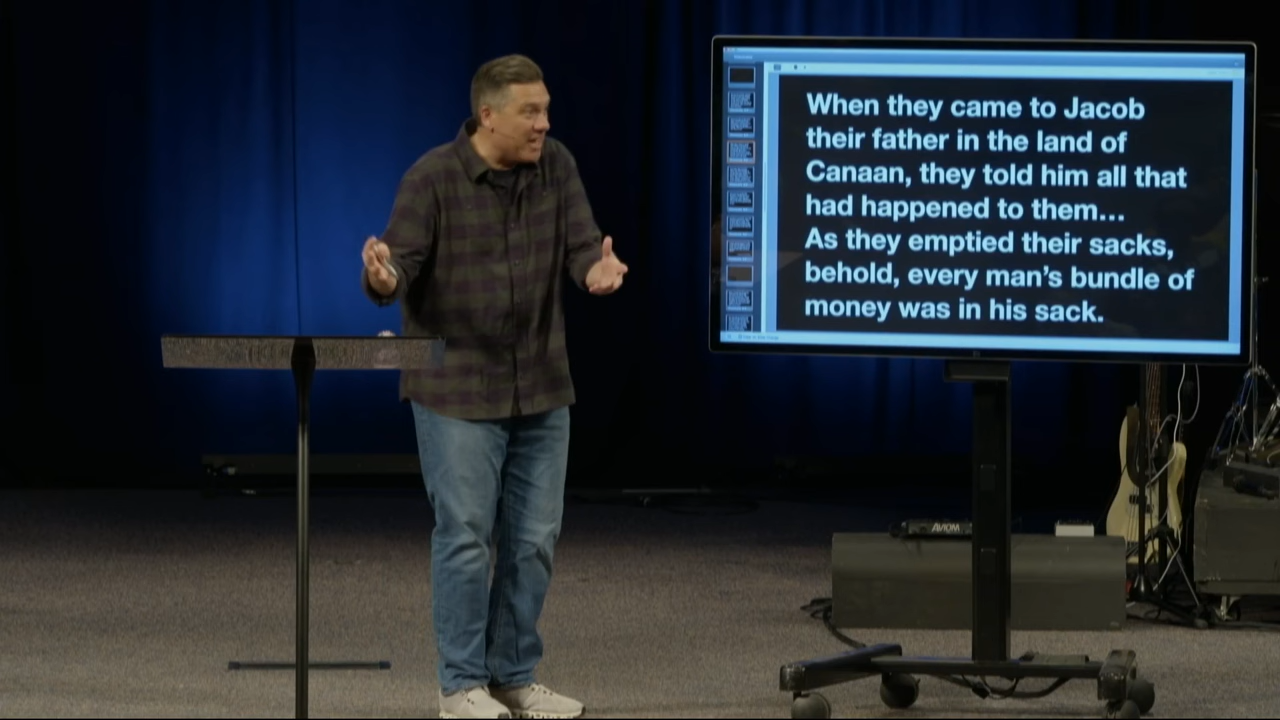 When they came to Jacob
their father in the land of
Canaan, they told him all that
had happened to them...
As they emptied their sacks,
behold, every man's bundle of
money was in his sack.
AVIOM